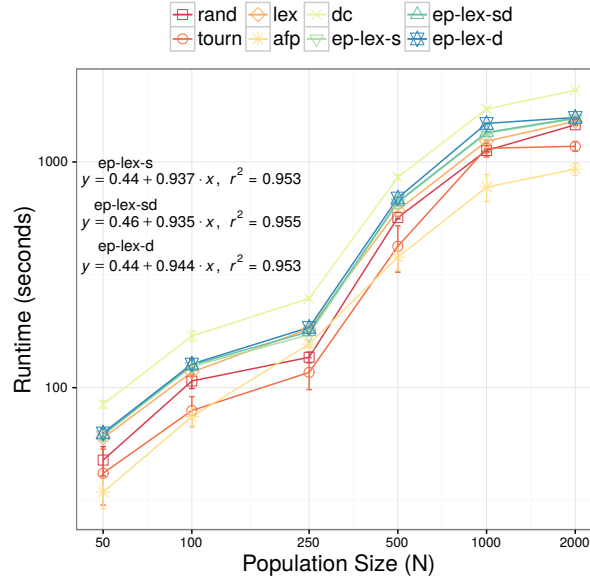 rand lex dc ep-lex-sd
tourn afp ep-lex-s ep-lex-d
Runtime (seconds)
1000
100
ep-lex-s
y = 0.44 + 0.937 · x, r² = 0.953
ep-lex-sd
y = 0.46 + 0.935 · x, r² = 0.955
ep-lex-d
y = 0.44 + 0.944 · x, r² = 0.953
50 100 250 500 1000 2000
Population Size (N)